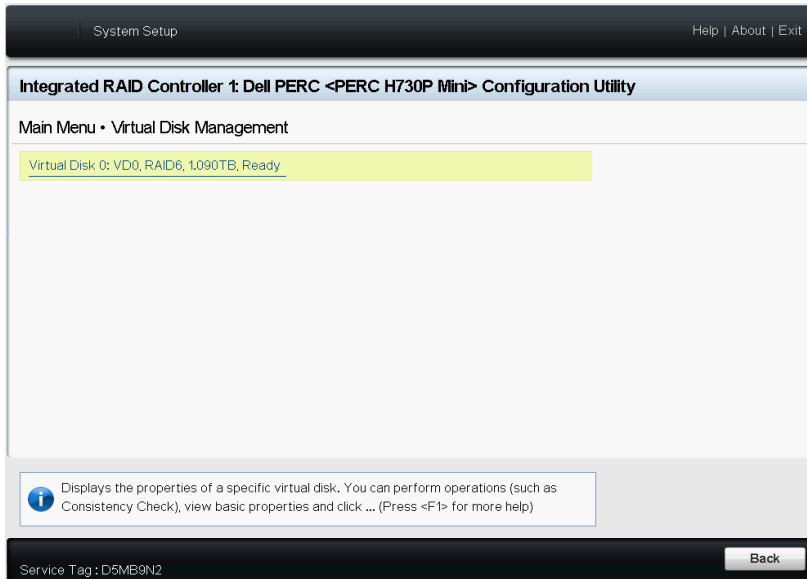 System Setup
Help | About | Exit
Integrated RAID Controller 1: Dell PERC <PERC H730P Mini> Configuration Utility
Main Menu • Virtual Disk Management
Virtual Disk 0: VD0, RAID6, 1.090TB, Ready
Displays the properties of a specific virtual disk. You can perform operations (such as
Consistency Check), view basic properties and click ... (Press <F1> for more help)
Service Tag : D5MB9N2
Back